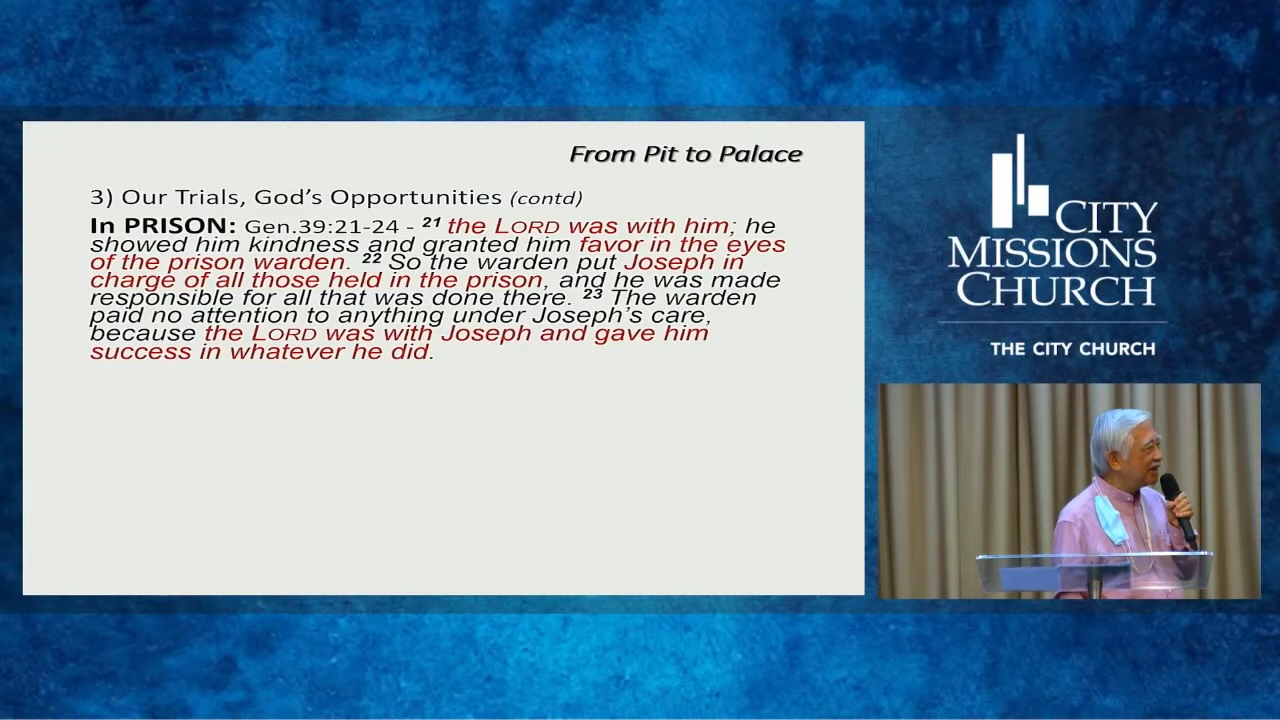 From Pit to Palace
3) Our Trials, God's Opportunities (contd)
In PRISON: Gen.39:21-24 - 21 the LORD was with him; he
showed him kindness and granted him favor in the eyes
of the prison warden. 22 So the warden put Joseph in
charge of all those held in the prison, and he was made
responsible for all that was done there. 23 The warden
paid no attention to anything under Joseph's care,
because the LORD was with Joseph and gave him
success in whatever he did.
CITY
MISSIONS
CHURCH
THE CITY CHURCH